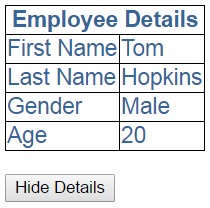 Employee Details
First Name Tom
Last Name Hopkins
Gender Male
Age 20
Hide Details